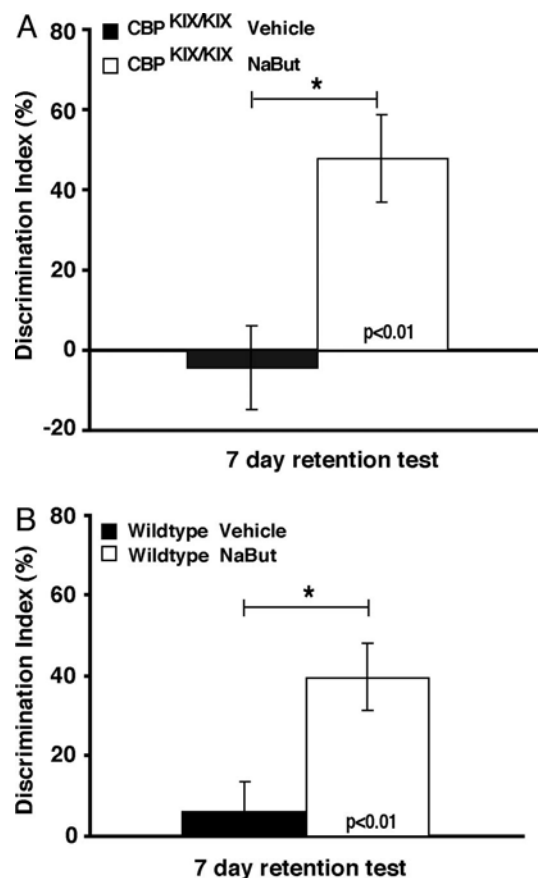 A
80
60
40
20
0
-20
Discrimination Index (%)
CBP KIX/KIX Vehicle
CBP KIX/KIX NaBut
*
p<0.01
7 day retention test
B
80
60
40
20
0
Discrimination Index (%)
Wildtype Vehicle
Wildtype NaBut
*
p<0.01
7 day retention test